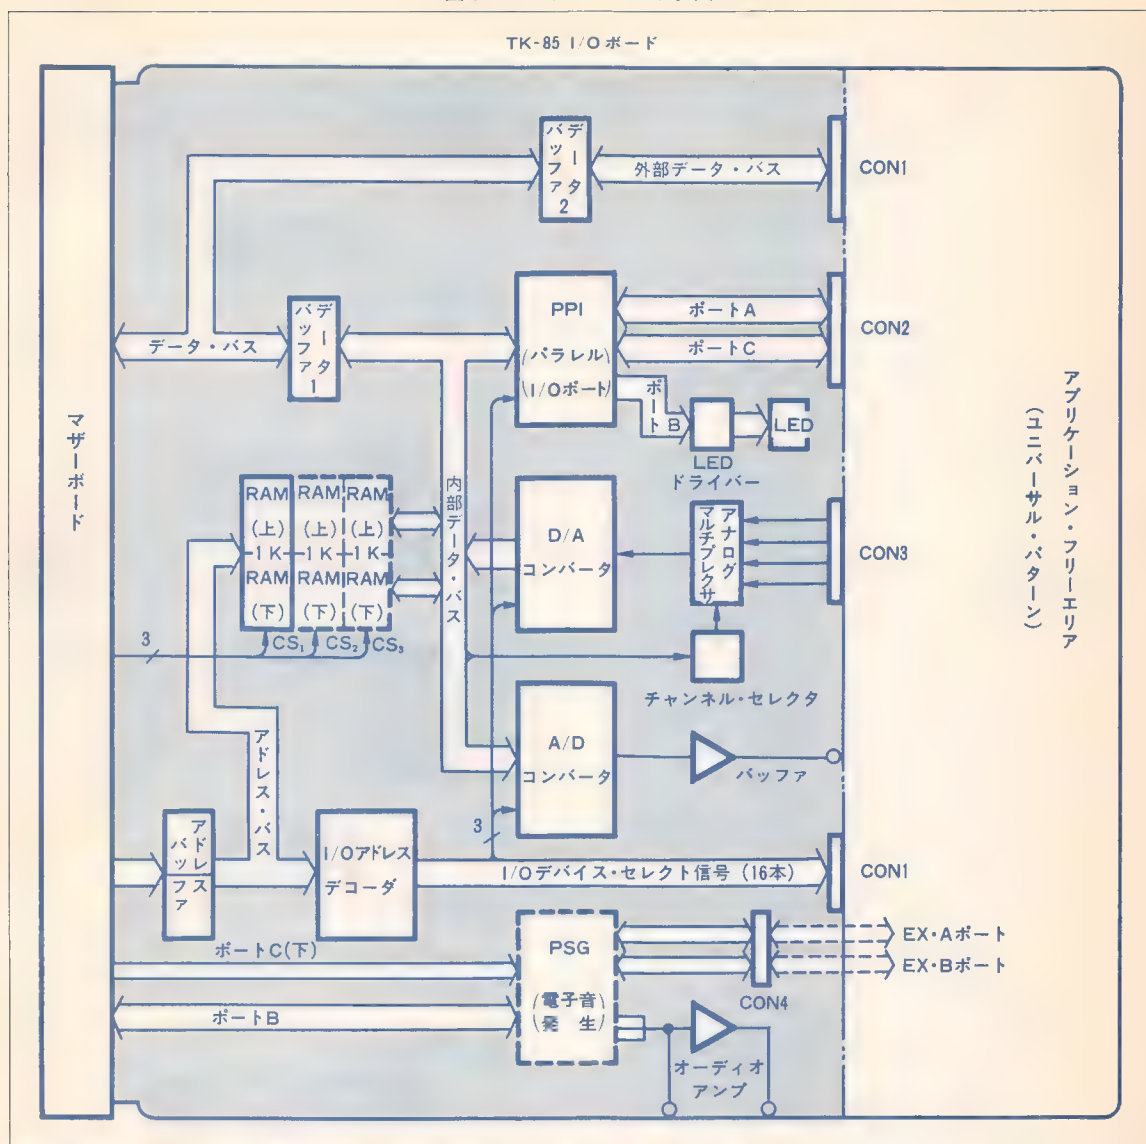 TK-85 I/Oボード
マザーボード
データ・バス
データ
バッファ
1
データ
バッファ
2
外部データ・バス
CON1
PPI
(パラレル
I/Oポート)
ポートA
ポートC
CON2
ポートB
LED
LED
ドライバー
RAM
(上)
1K
RAM
(下)
RAM
(上)
1K
RAM
(下)
RAM
(上)
1K
RAM
(下)
CS₁
CS₂
CS₃
3
内部データ・バス
D/A
コンバータ
アナログ
マルチプレクサ
CON3
チャンネル・セレクタ
A/D
コンバータ
バッファ
アドレス・バス
アドレス
バッファ
I/Oアドレス
デコーダ
3
I/Oデバイス・セレクト信号 (16本)
CON1
ポートC(下)
ポートB
PSG
(電子音
発 生)
CON4
EX・Aポート
EX・Bポート
オーディオ
アンプ
アプリケーション・フリーエリア
(ユニバーサル・パターン)